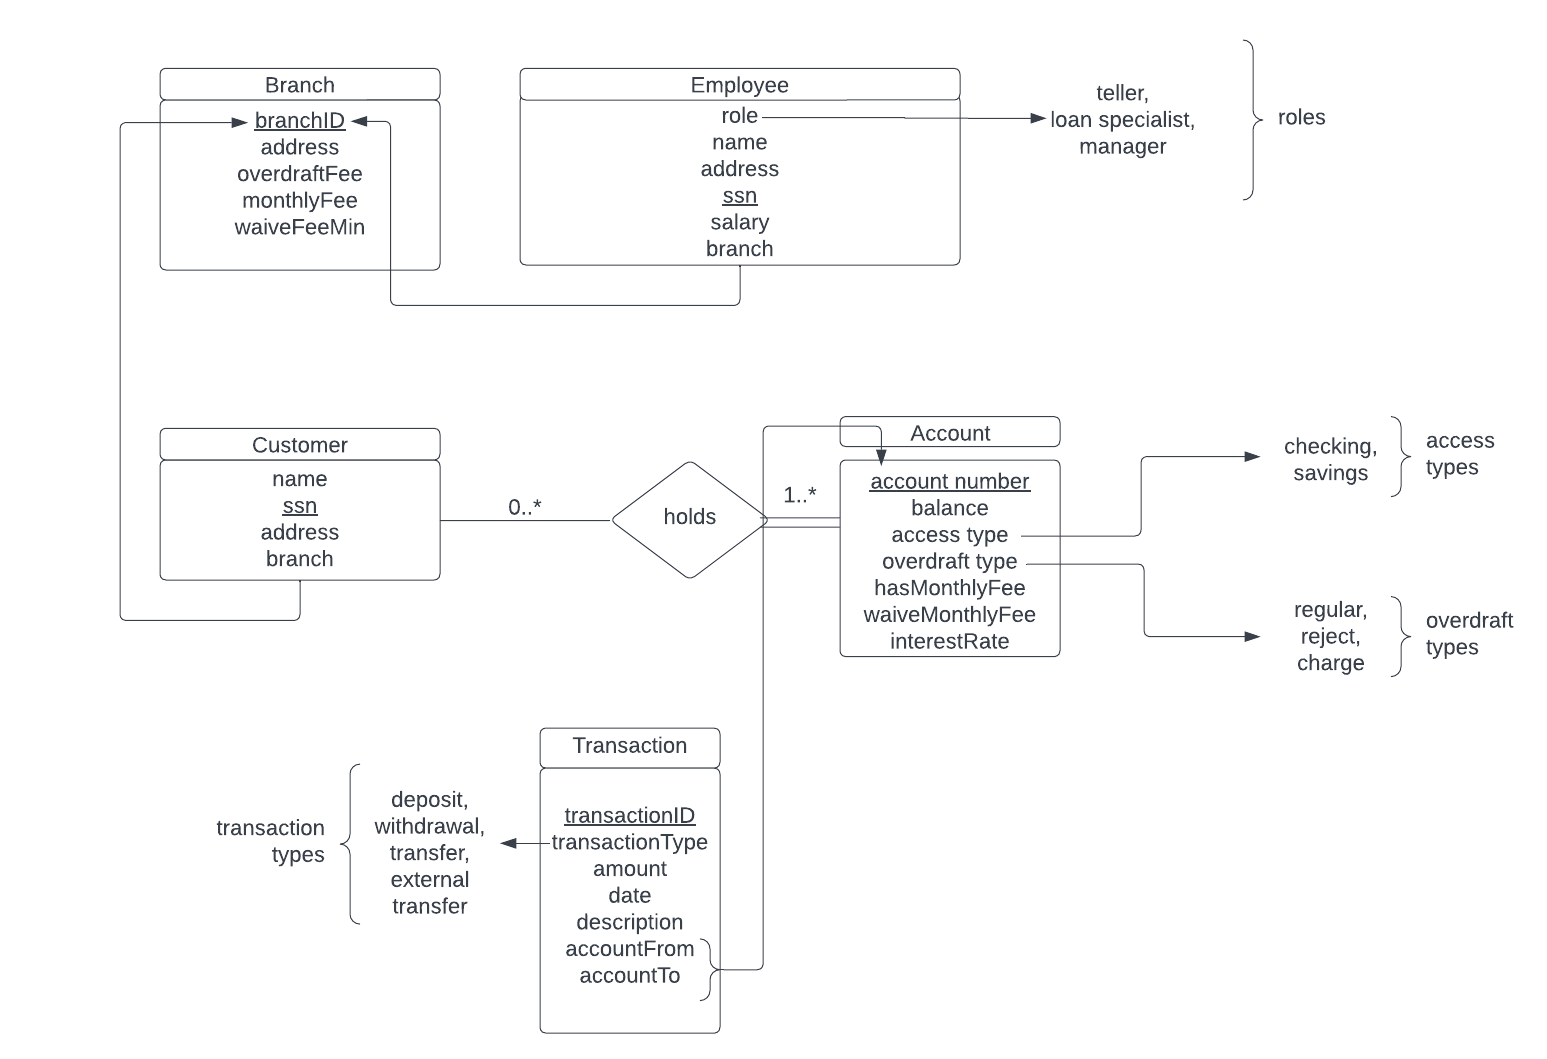 Branch
branchID
address
overdraftFee
monthlyFee
waiveFeeMin
Employee
role
name
address
ssn
salary
branch
teller,
loan specialist,
manager
roles
Customer
name
ssn
address
branch
0..*
holds
1..*
Account
account number
balance
access type
overdraft type
hasMonthlyFee
waiveMonthlyFee
interestRate
checking,
savings
access
types
regular,
reject,
charge
overdraft
types
Transaction
transactionID
transactionType
amount
date
description
accountFrom
accountTo
deposit,
withdrawal,
transfer,
external
transfer
transaction
types